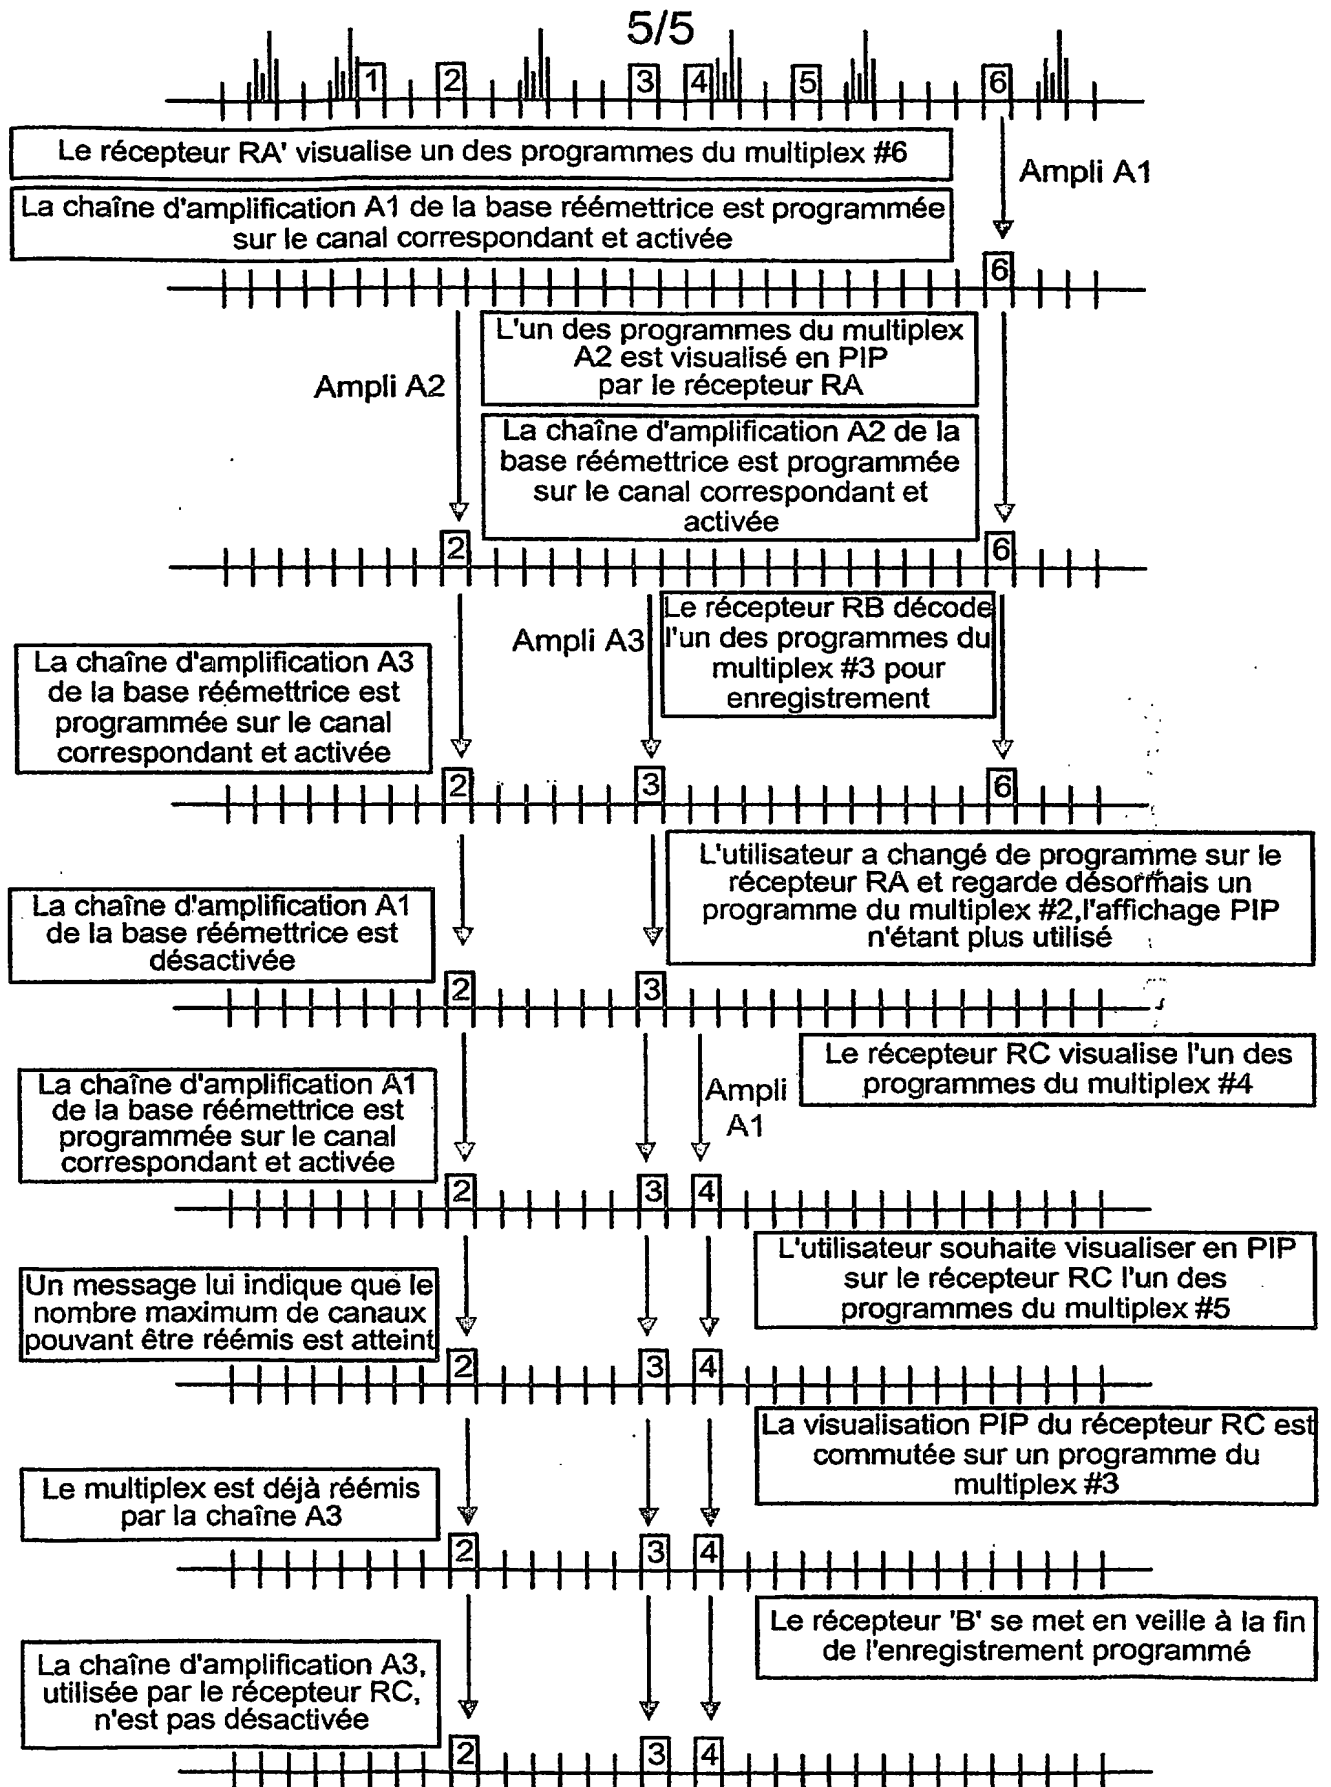 5/5
1 2 3 4 5 6
Le récepteur RA' visualise un des programmes du multiplex #6
Ampli A1
La chaîne d'amplification A1 de la base réémettrice est programmée
sur le canal correspondant et activée
6
L'un des programmes du multiplex
A2 est visualisé en PIP
par le récepteur RA
Ampli A2
La chaîne d'amplification A2 de la
base réémettrice est programmée
sur le canal correspondant et
activée
2 6
Le récepteur RB décode
l'un des programmes du
multiplex #3 pour
enregistrement
Ampli A3
La chaîne d'amplification A3
de la base réémettrice est
programmée sur le canal
correspondant et activée
2 3 6
L'utilisateur a changé de programme sur le
récepteur RA et regarde désormais un
programme du multiplex #2,l'affichage PIP
n'étant plus utilisé
La chaîne d'amplification A1
de la base réémettrice est
désactivée
2 3
Le récepteur RC visualise l'un des
programmes du multiplex #4
Ampli
A1
La chaîne d'amplification A1
de la base réémettrice est
programmée sur le canal
correspondant et activée
2 3 4
L'utilisateur souhaite visualiser en PIP
sur le récepteur RC l'un des
programmes du multiplex #5
Un message lui indique que le
nombre maximum de canaux
pouvant être réémis est atteint
2 3 4
La visualisation PIP du récepteur RC est
commutée sur un programme du
multiplex #3
Le multiplex est déjà réémis
par la chaîne A3
2 3 4
Le récepteur 'B' se met en veille à la fin
de l'enregistrement programmé
La chaîne d'amplification A3,
utilisée par le récepteur RC,
n'est pas désactivée
2 3 4